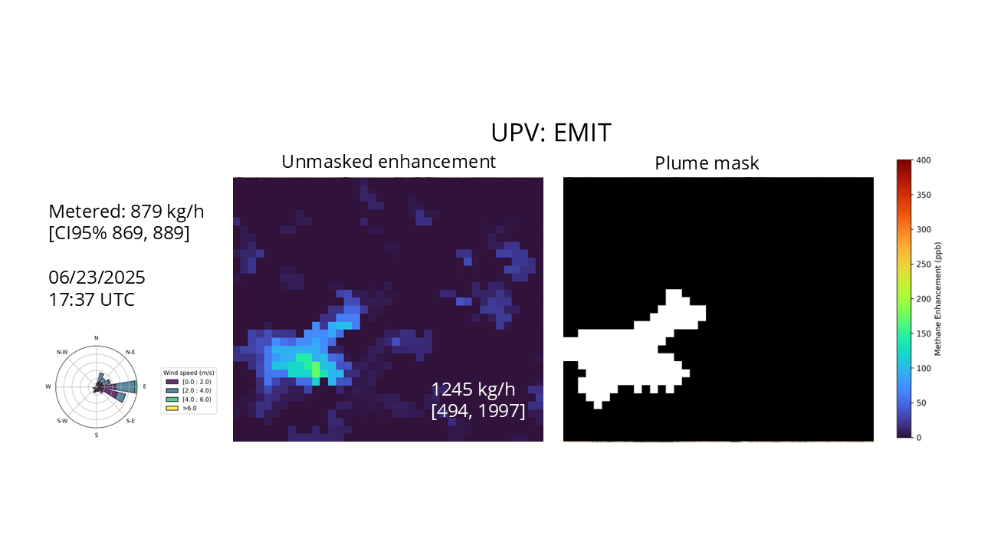 UPV: EMIT
Unmasked enhancement
Plume mask
Metered: 879 kg/h
[CI95% 869, 889]
06/23/2025
17:37 UTC
N
N-W
N-E
W
E
S-W
S-E
S
Wind speed (m/s)
[0.0 : 2.0)
[2.0 : 4.0)
[4.0 : 6.0)
>6.0
1245 kg/h
[494, 1997]
400
350
300
250
200
150
100
50
0
Methane Enhancement (ppb)